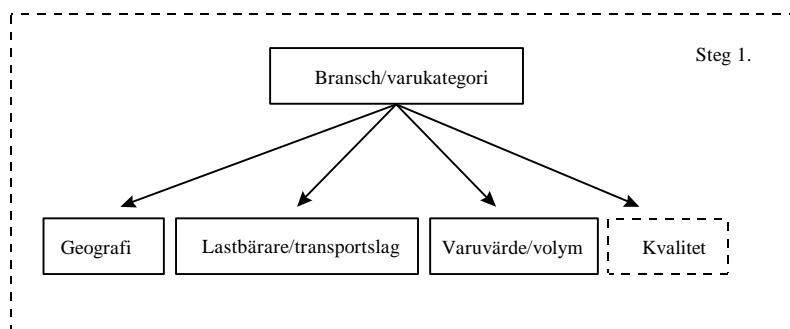 Steg 1.
Bransch/varukategori
Geografi
Lastbärare/transportslag
Varuvärde/volym
Kvalitet